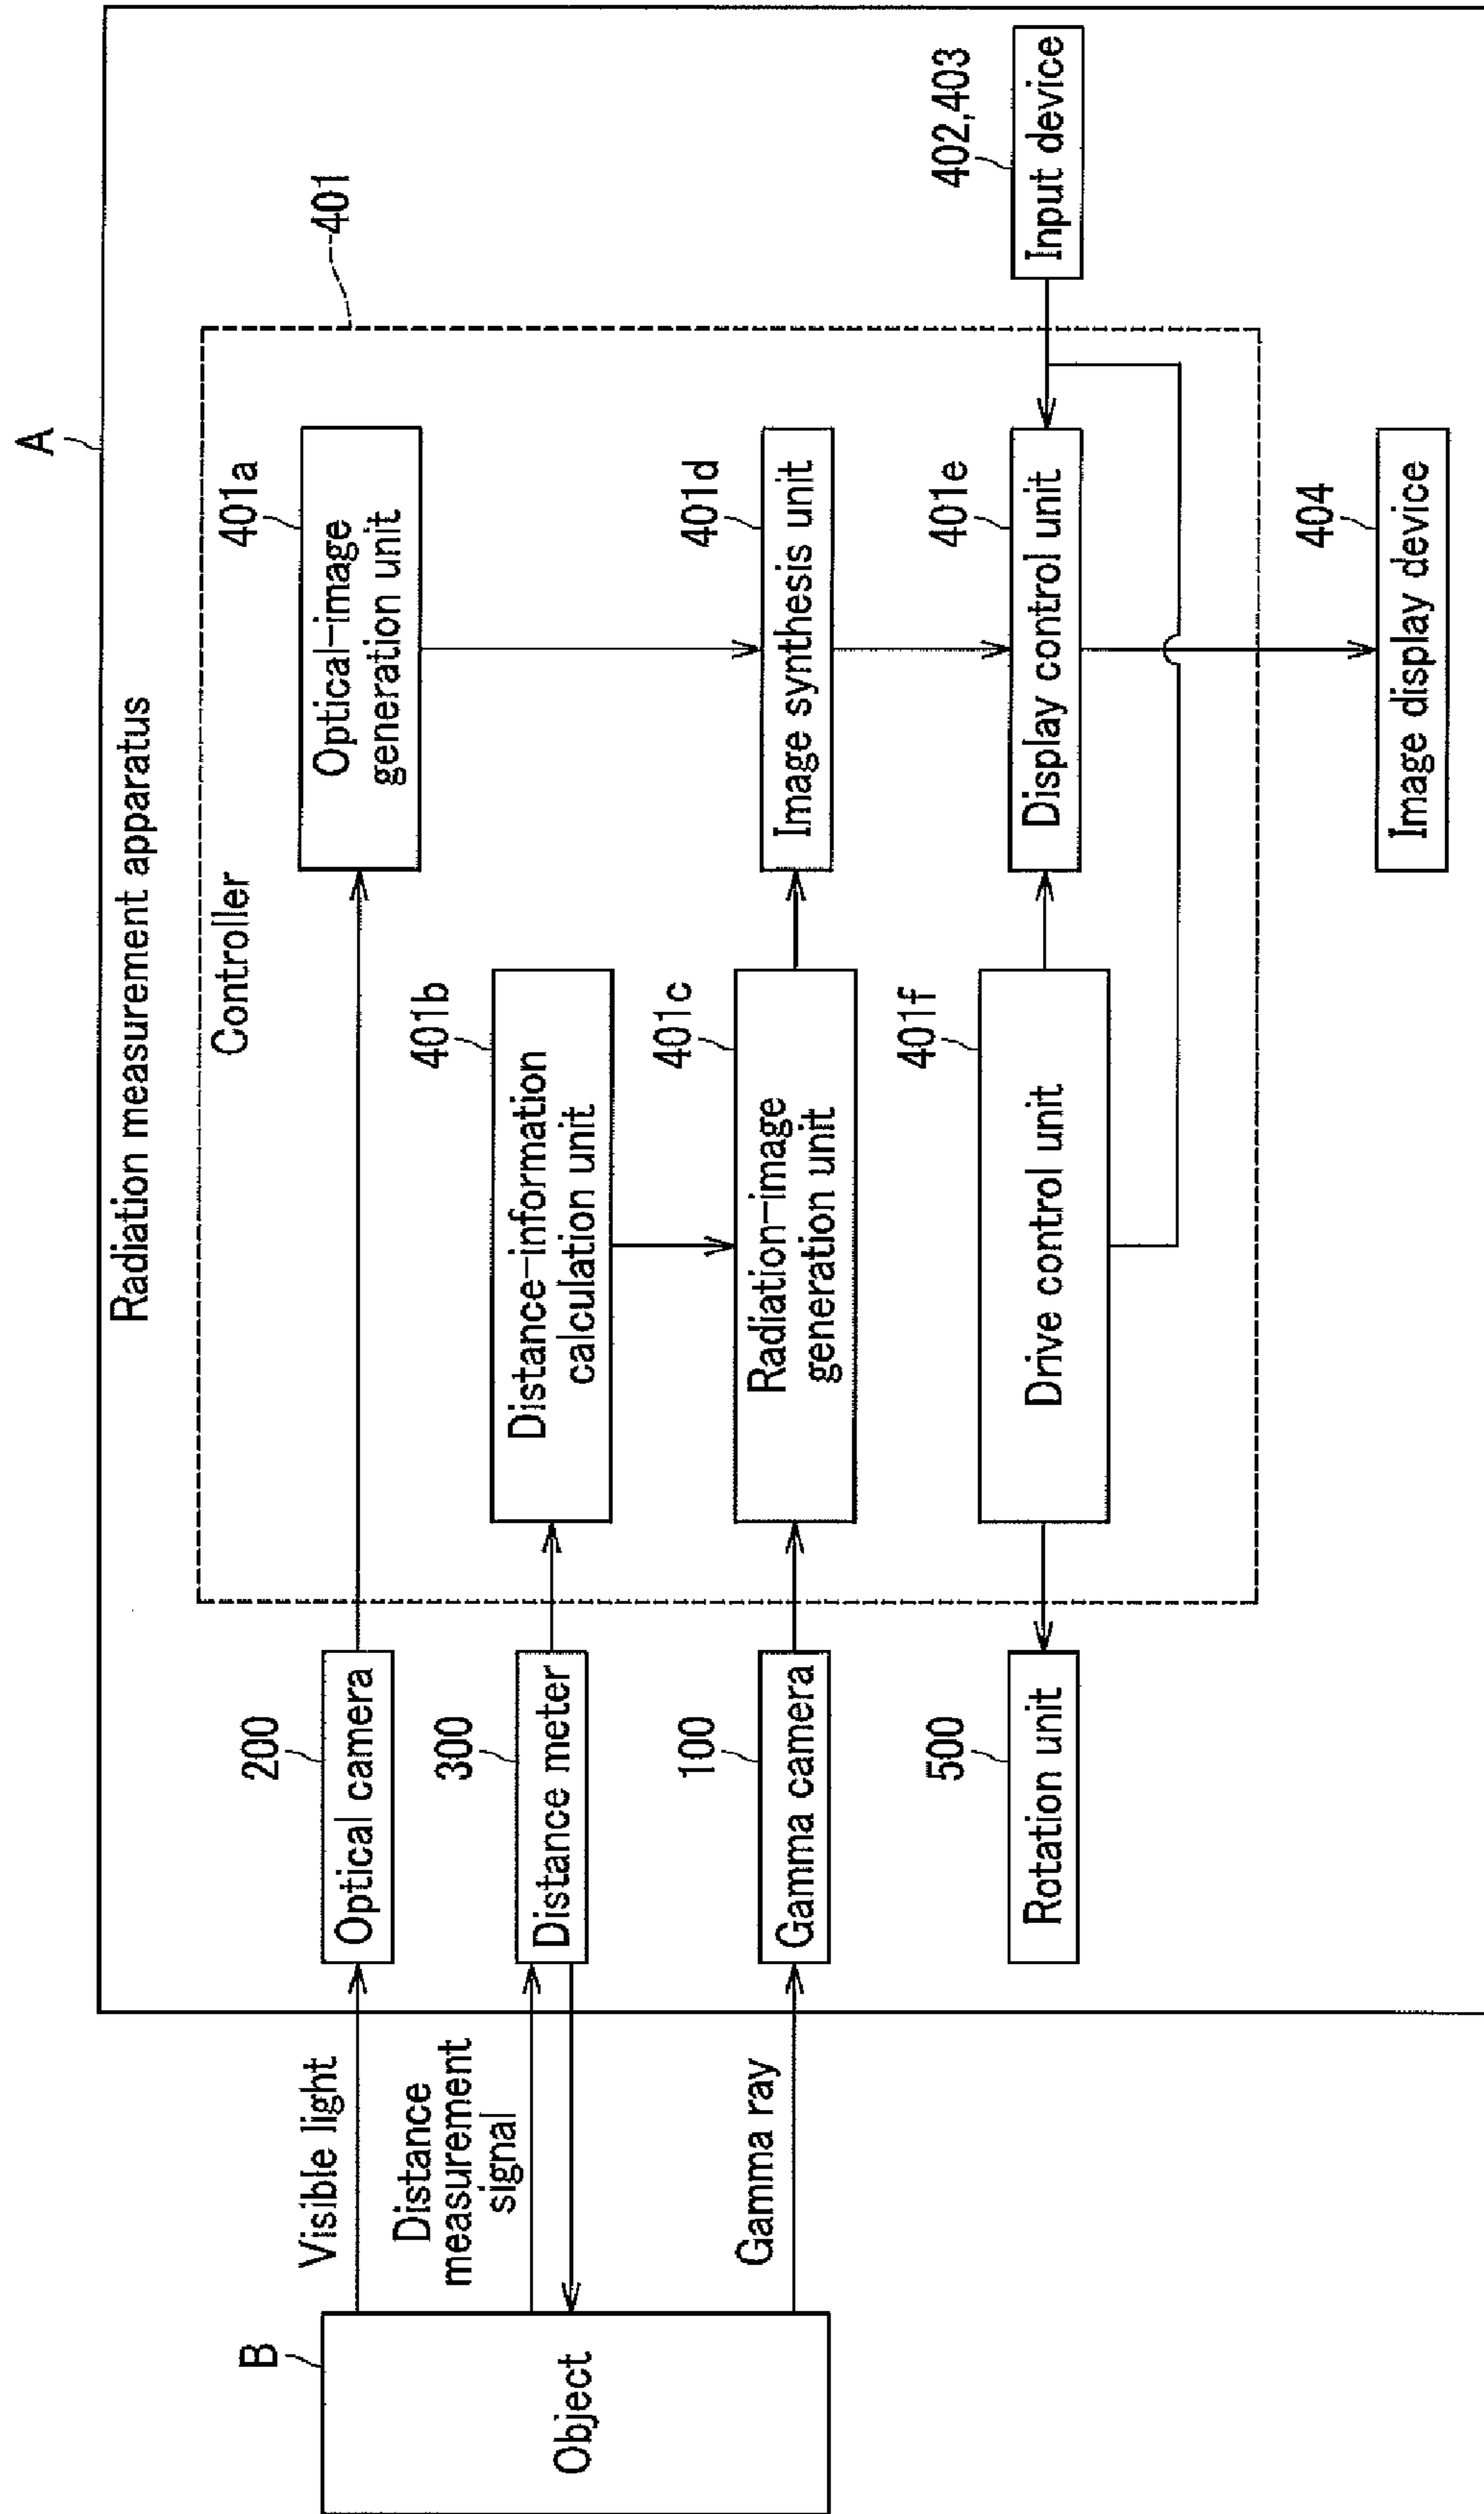 A
Radiation measurement apparatus
401
Controller
B
Object
Visible light
Distance
measurement
signal
Gamma ray
200
Optical camera
300
Distance meter
100
Gamma camera
500
Rotation unit
401a
Optical-image
generation unit
401b
Distance-information
calculation unit
401c
Radiation-image
generation unit
401d
Image synthesis unit
401e
Display control unit
401f
Drive control unit
402,403
Input device
404
Image display device